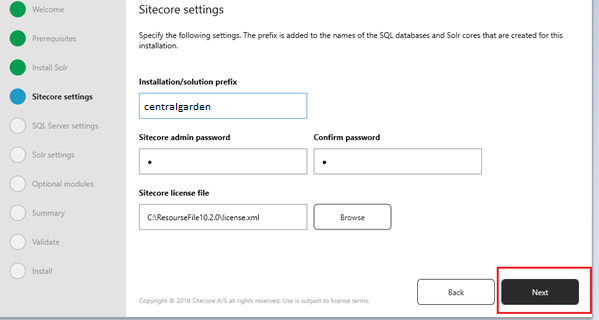 Welcome
Prerequisites
Install Solr
Sitecore settings
SQL Server settings
Solr settings
Optional modules
Summary
Validate
Install
Sitecore settings
Specify the following settings. The prefix is added to the names of the SQL databases and Solr cores that are created for this
installation.
Installation/solution prefix
centralgarden
Sitecore admin password Confirm password
• •
Sitecore license file
C:\ResourseFile10.2.0\license.xml Browse
Back Next
Copyright © 2019 Sitecore A/S all rights reserved. Use is subject to license terms.